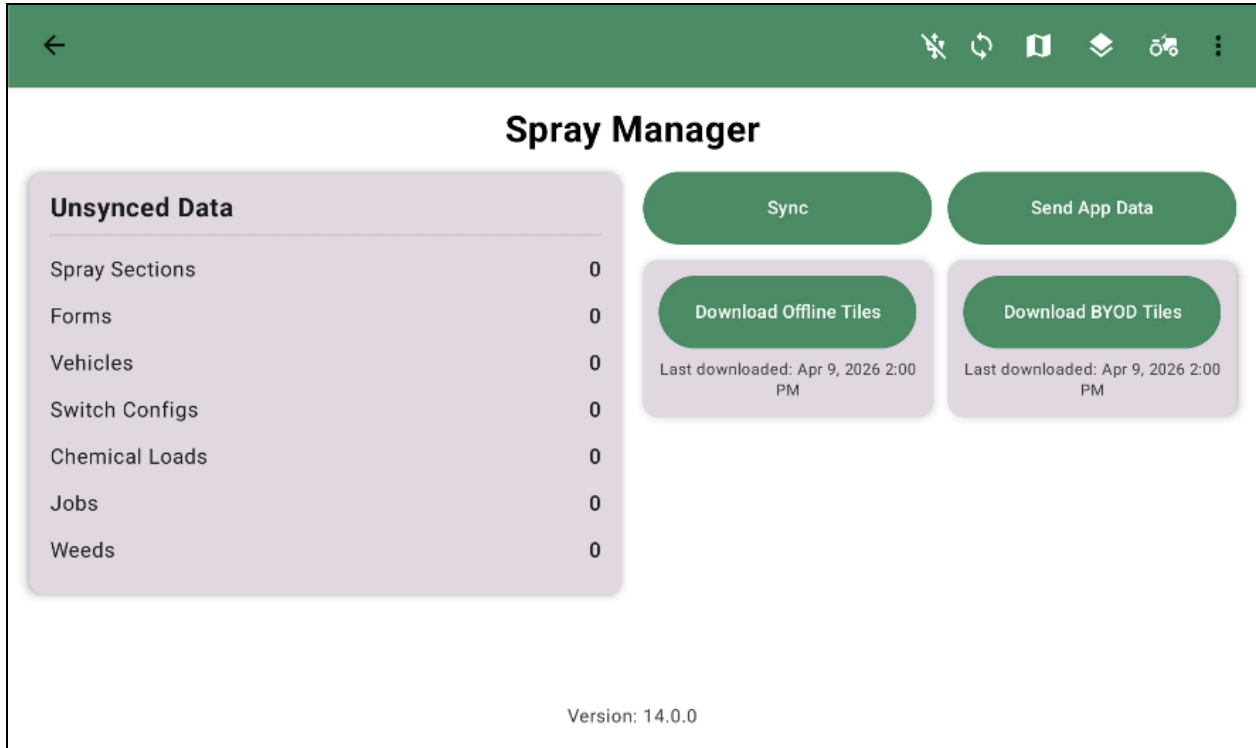 Spray Manager
Unsynced Data
Spray Sections 0
Forms 0
Vehicles 0
Switch Configs 0
Chemical Loads 0
Jobs 0
Weeds 0
Sync
Send App Data
Download Offline Tiles
Last downloaded: Apr 9, 2026 2:00
PM
Download BYOD Tiles
Last downloaded: Apr 9, 2026 2:00
PM
Version: 14.0.0